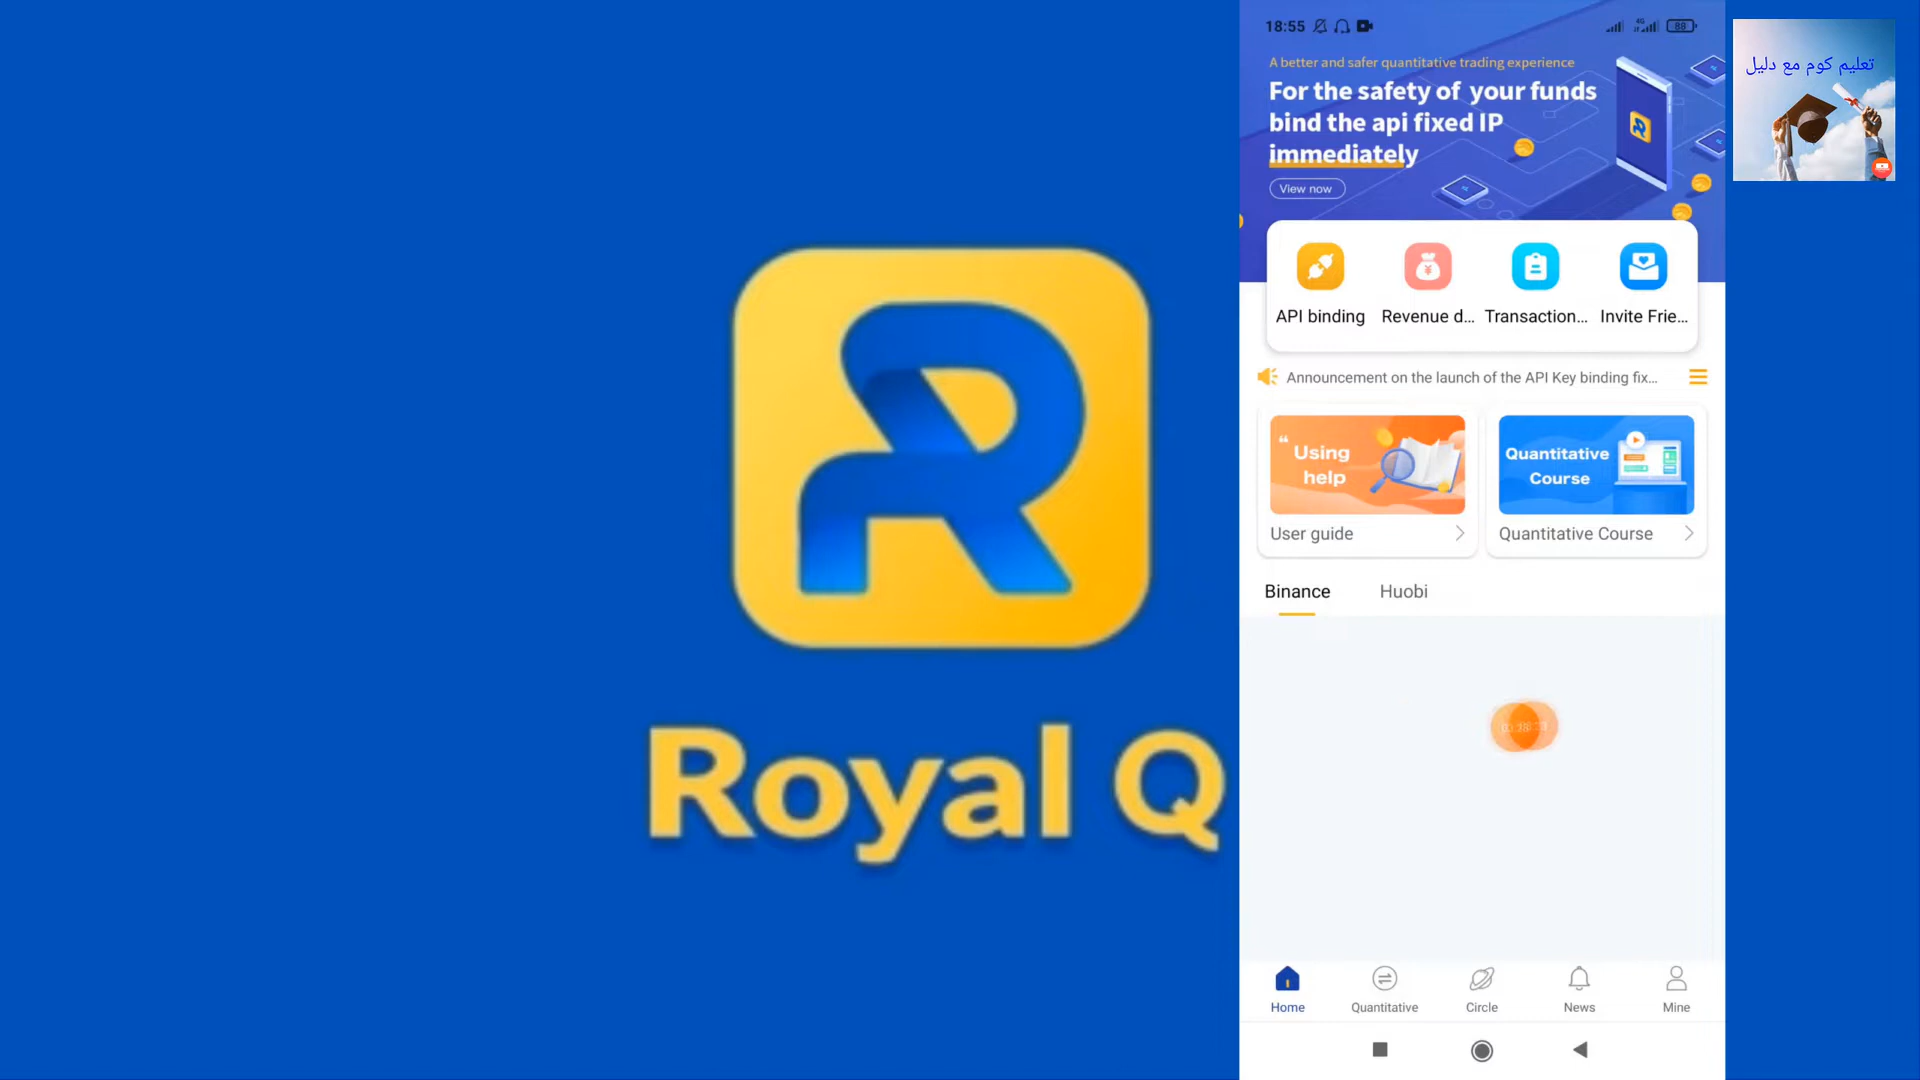 Royal Q
18:55
4G
88
A better and safer quantitative trading experience
For the safety of your funds
bind the api fixed IP
immediately
View now
API binding
Revenue d...
Transaction...
Invite Frie...
Announcement on the launch of the API Key binding fix...
“ Using
help
User guide
Quantitative
Course
Quantitative Course
Binance
Huobi
Home
Quantitative
Circle
News
Mine
تعليم كوم مع دليل